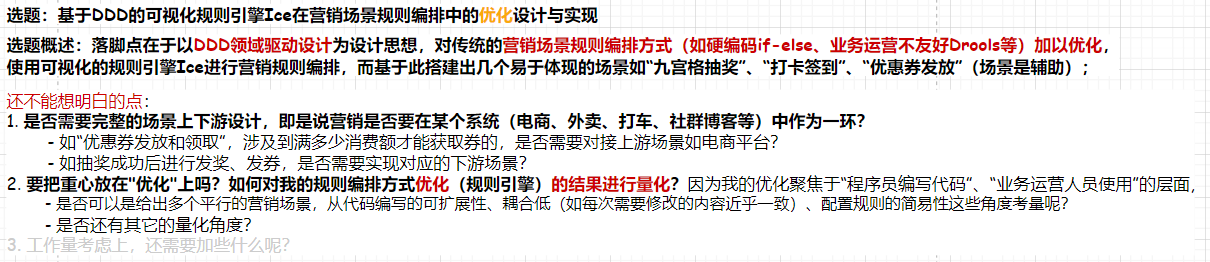 选题：基于DDD的可视化规则引擎Ice在营销场景规则编排中的优化设计与实现
选题概述：落脚点在于以DDD领域驱动设计为设计思想，对传统的营销场景规则编排方式（如硬编码if-else、业务运营不友好Drools等）加以优化，
使用可视化的规则引擎Ice进行营销规则编排，而基于此搭建出几个易于体现的场景如“九宫格抽奖”、“打卡签到”、“优惠券发放”（场景是辅助）；
还不能想明白的点：
1. 是否需要完整的场景上下游设计，即是说营销是否要在某个系统（电商、外卖、打车、社群博客等）中作为一环？
- 如“优惠券发放和领取”，涉及到满多少消费额才能获取券的，是否需要对接上游场景如电商平台？
- 如抽奖成功后进行发奖、发券，是否需要实现对应的下游场景？
2. 要把重心放在"优化"上吗？如何对我的规则编排方式优化（规则引擎）的结果进行量化？因为我的优化聚焦于“程序员编写代码”、“业务运营人员使用”的层面，
- 是否可以是给出多个平行的营销场景，从代码编写的可扩展性、耦合低（如每次需要修改的内容近乎一致）、配置规则的简易性这些角度考量呢？
- 是否还有其它的量化角度？
3. 工作量考虑上，还需要加些什么呢？